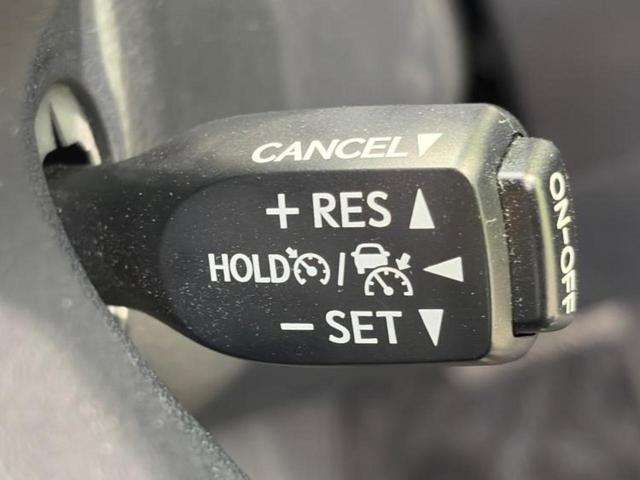 CANCEL▼
+ RES ▲
HOLD / ◀
− SET ▼
ON-OFF